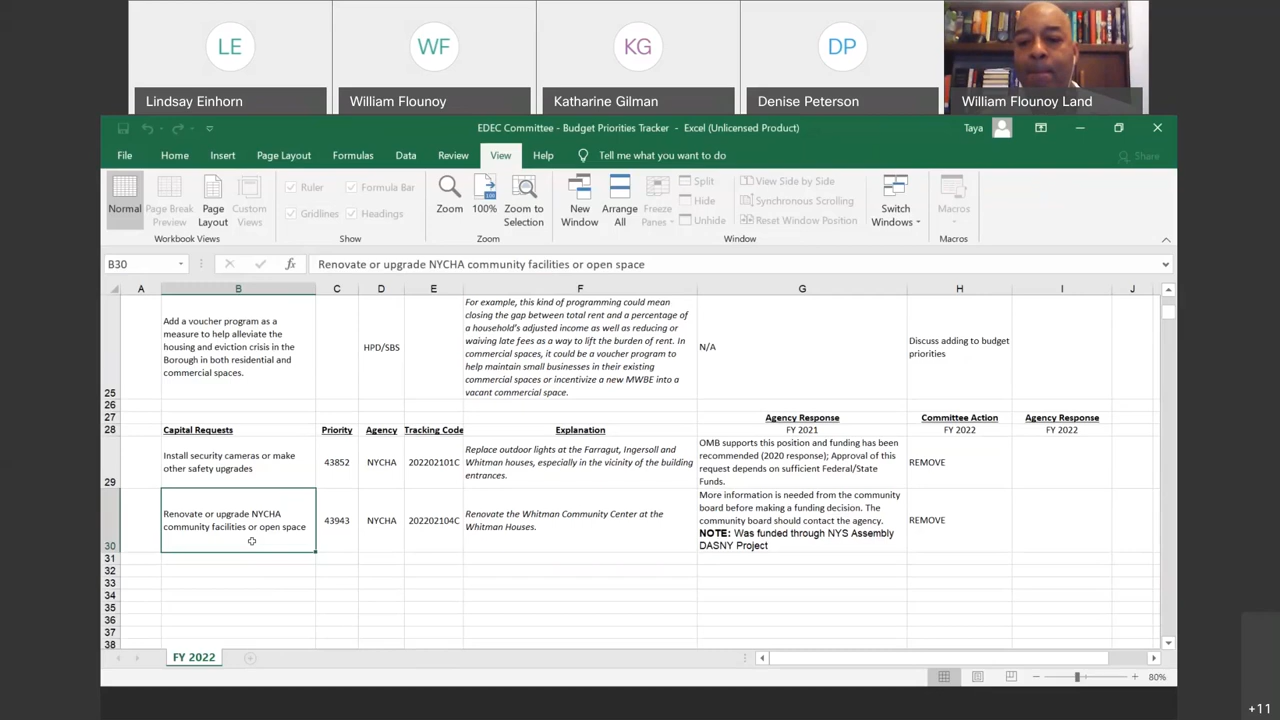 LE
WF
KG
DP
Lindsay Einhorn
William Flounoy
Katharine Gilman
Denise Peterson
William Flounoy Land
EDEC Committee - Budget Priorities Tracker - Excel (Unlicensed Product)
Taya
File
Home
Insert
Page Layout
Formulas
Data
Review
View
Help
Tell me what you want to do
Share
Normal
Page Break
Preview
Page
Layout
Custom
Views
Workbook Views
Ruler
Formula Bar
Gridlines
Headings
Show
Zoom
100%
Zoom to
Selection
Zoom
New
Window
Arrange
All
Freeze
Panes
Split
Hide
Unhide
View Side by Side
Synchronous Scrolling
Reset Window Position
Window
Switch
Windows
Macros
Macros
B30
fx
Renovate or upgrade NYCHA community facilities or open space
A
B
C
D
E
F
G
H
I
J
25
Add a voucher program as a
measure to help alleviate the
housing and eviction crisis in the
Borough in both residential and
commercial spaces.
HPD/SBS
For example, this kind of programming could mean
closing the gap between total rent and a percentage
of a household's adjusted income as well as reducing or
waiving late fees as a way to lift the burden of rent. In
commercial spaces, it could be a voucher program to
help maintain small businesses in their existing
commercial spaces or incentivize a new MWBE into a
vacant commercial space.
N/A
Discuss adding to budget
priorities
26
27
Agency Response
Committee Action
Agency Response
28
Capital Requests
Priority
Agency
Tracking Code
Explanation
FY 2021
FY 2022
FY 2022
29
Install security cameras or make
other safety upgrades
43852
NYCHA
202202101C
Replace outdoor lights at the Farragut, Ingersoll and
Whitman houses, especially in the vicinity of the building
entrances.
OMB supports this position and funding has been
recommended (2020 response); Approval of this
request depends on sufficient Federal/State
Funds.
REMOVE
30
Renovate or upgrade NYCHA
community facilities or open space
43943
NYCHA
202202104C
Renovate the Whitman Community Center at the
Whitman Houses.
More information is needed from the community
board before making a funding decision. The
community board should contact the agency.
NOTE: Was funded through NYS Assembly
DASNY Project
REMOVE
31
32
33
34
35
36
37
38
FY 2022
80%
+11